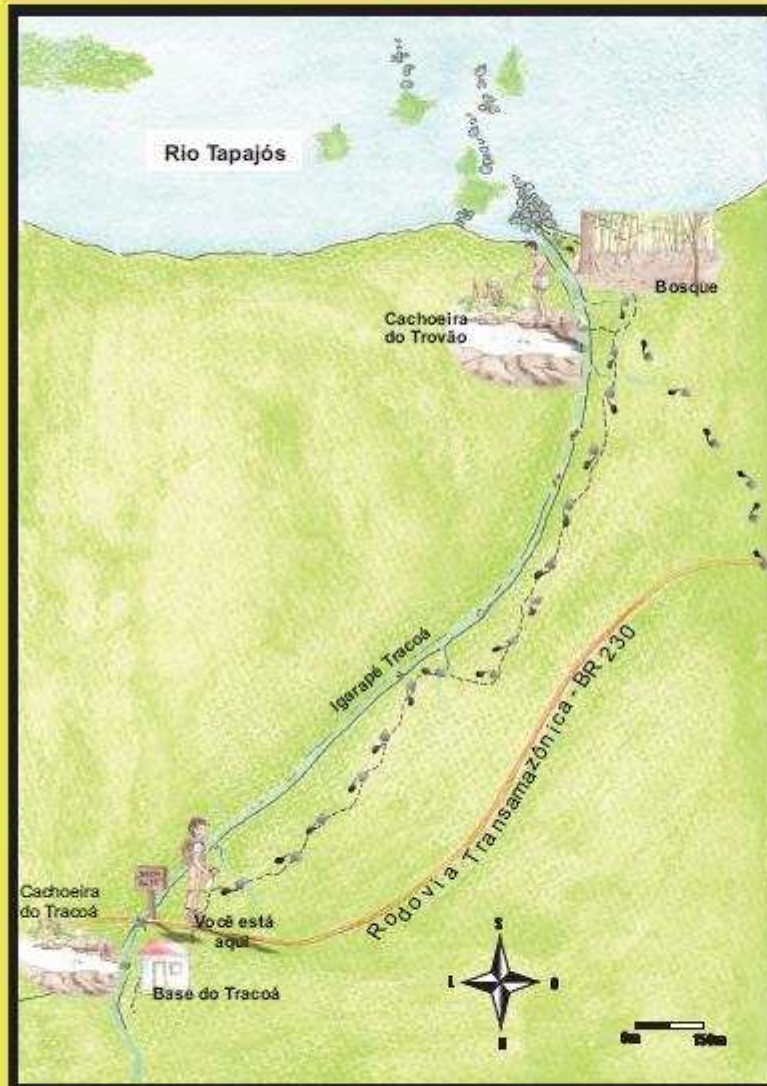 Rio Tapajós
Bosque
Cachoeira
do Trovão
Igarapé Tracoá
Rodovia Transamazônica - BR 230
Cachoeira
do Tracoá
Você está
aqui
Base do Tracoá
S
L
O
N
0m
150m